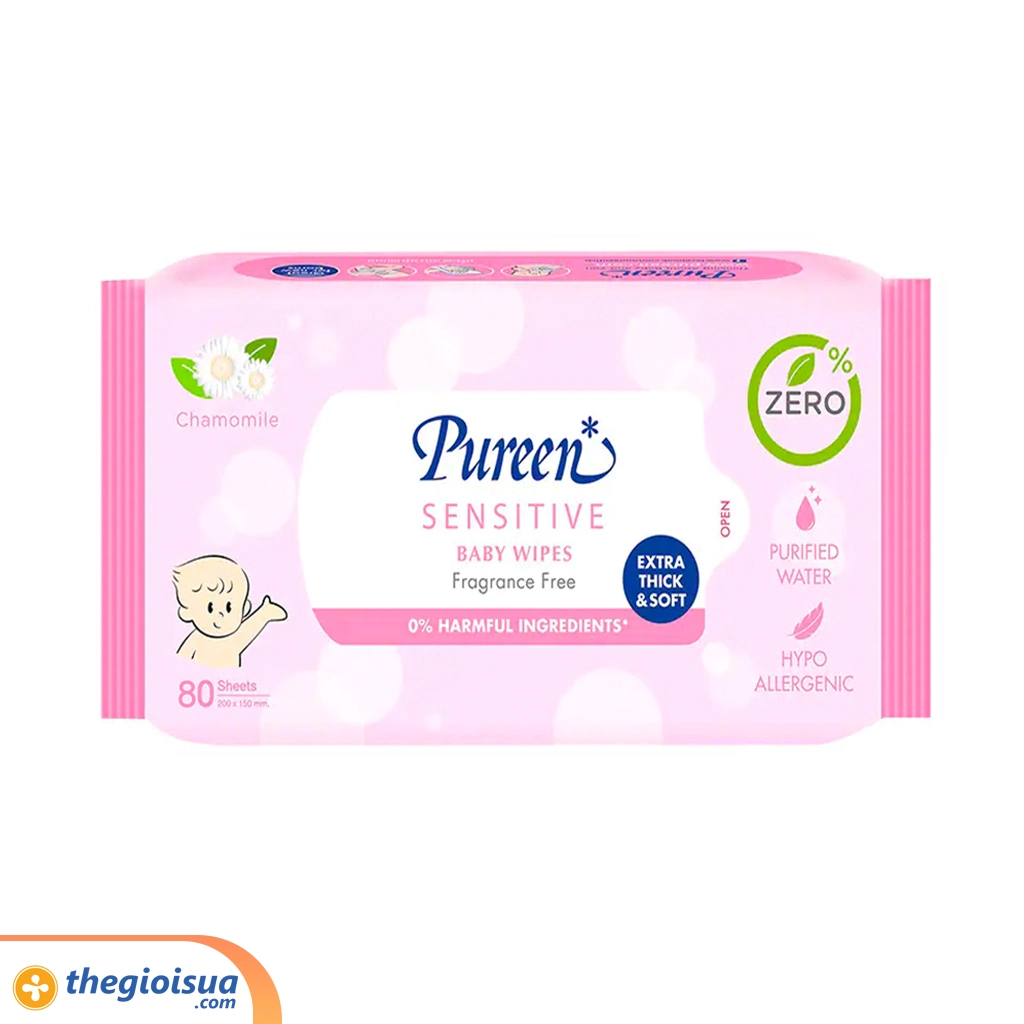 Chamomile
Pureen*
SENSITIVE
BABY WIPES
Fragrance Free
EXTRA
THICK
& SOFT
0% HARMFUL INGREDIENTS*
OPEN
%
ZERO
PURIFIED
WATER
HYPO
ALLERGENIC
80 Sheets
200 x 150 mm.
Pureen
thegioisua
.com